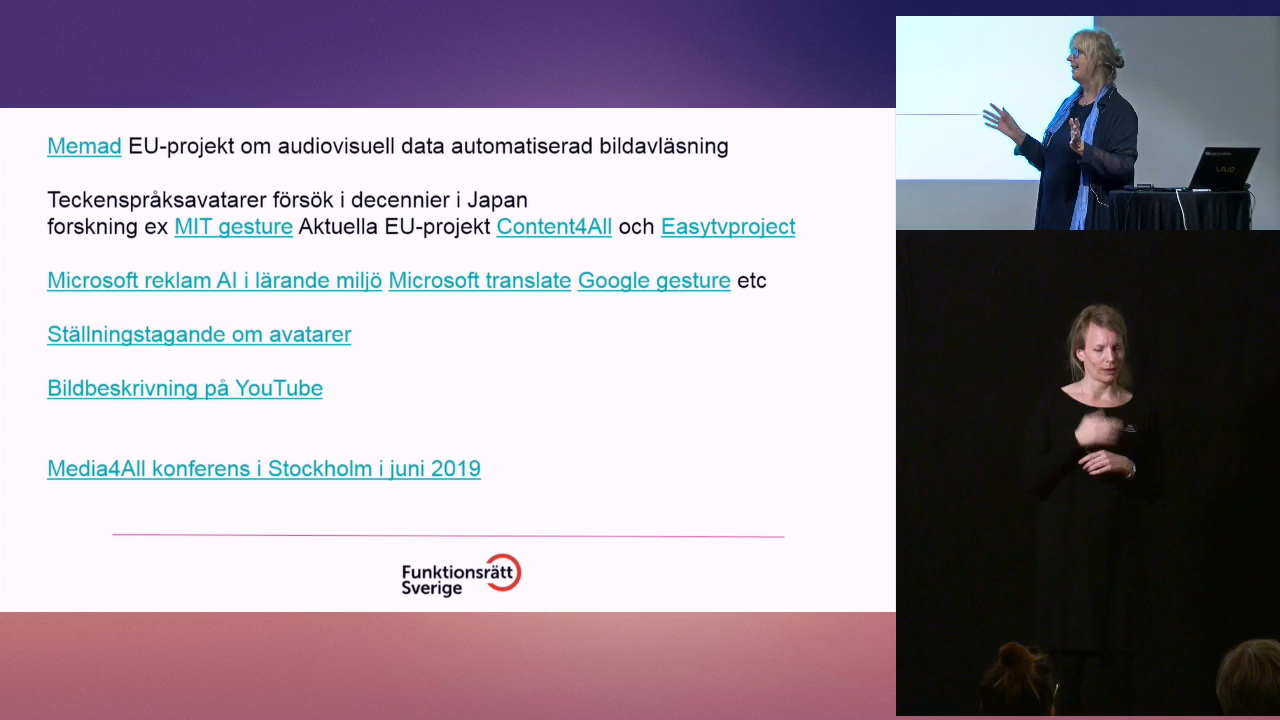 Memad EU-projekt om audiovisuell data automatiserad bildavläsning
Teckenspråksavatarer försök i decennier i Japan
forskning ex MIT gesture Aktuella EU-projekt Content4All och Easytvproject
Microsoft reklam AI i lärande miljö Microsoft translate Google gesture etc
Ställningstagande om avatarer
Bildbeskrivning på YouTube
Media4All konferens i Stockholm i juni 2019
Funktionsrätt
Sverige
VAIO